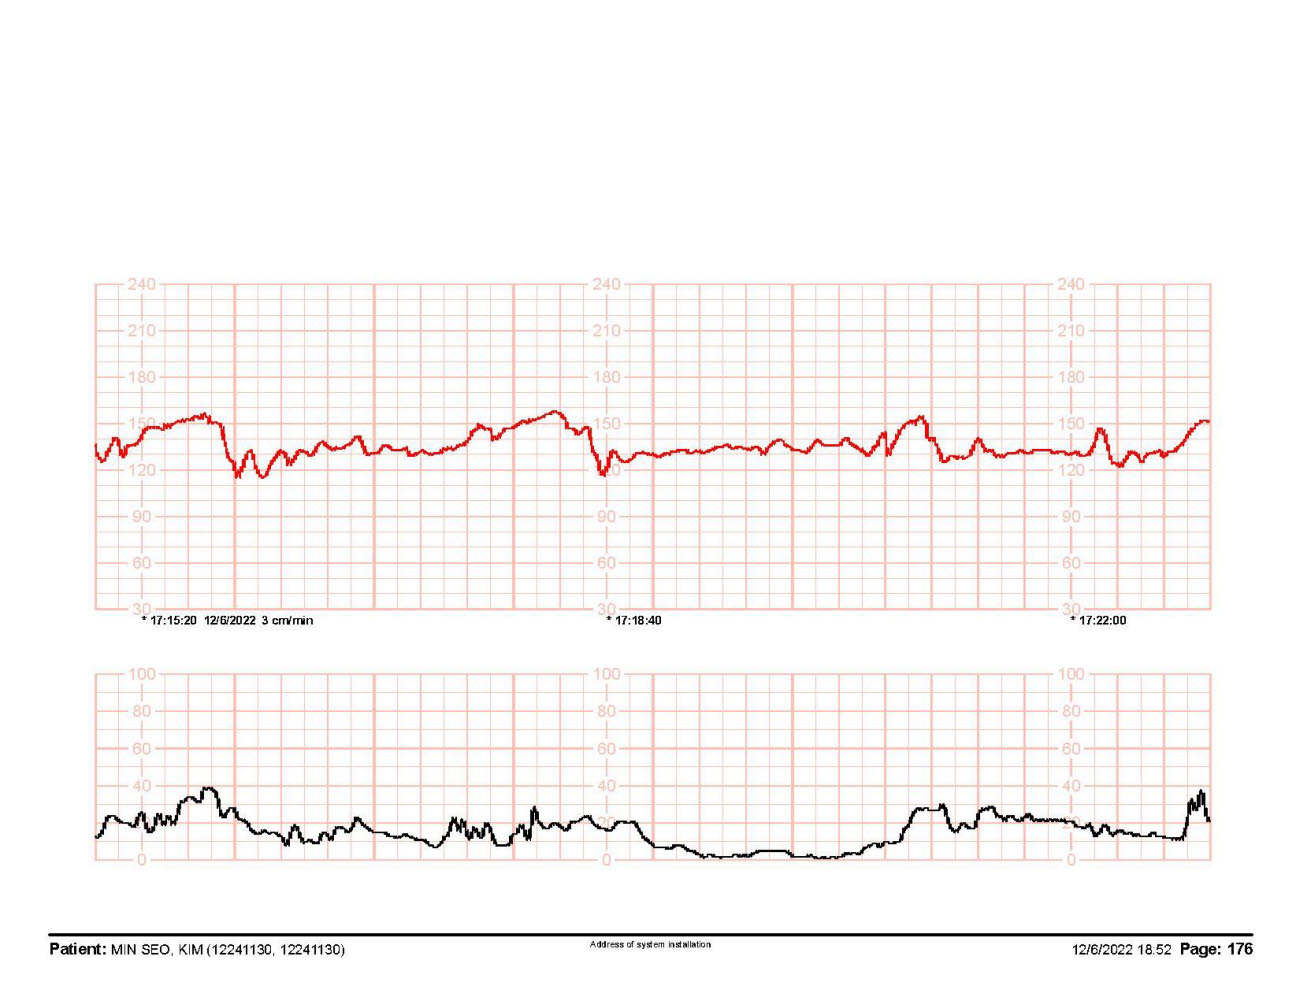 240 240 240
210 210 210
180 180 180
150 150 150
120 120 120
90 90 90
60 60 60
30 30 30
* 17:15:20 12/6/2022 3 cm/min * 17:18:40 * 17:22:00
100 100 100
80 80 80
60 60 60
40 40 40
20 20 20
0 0 0
Patient: MIN SEO, KIM (12241130, 12241130) Address of system installation 12/6/2022 18:52 Page: 176